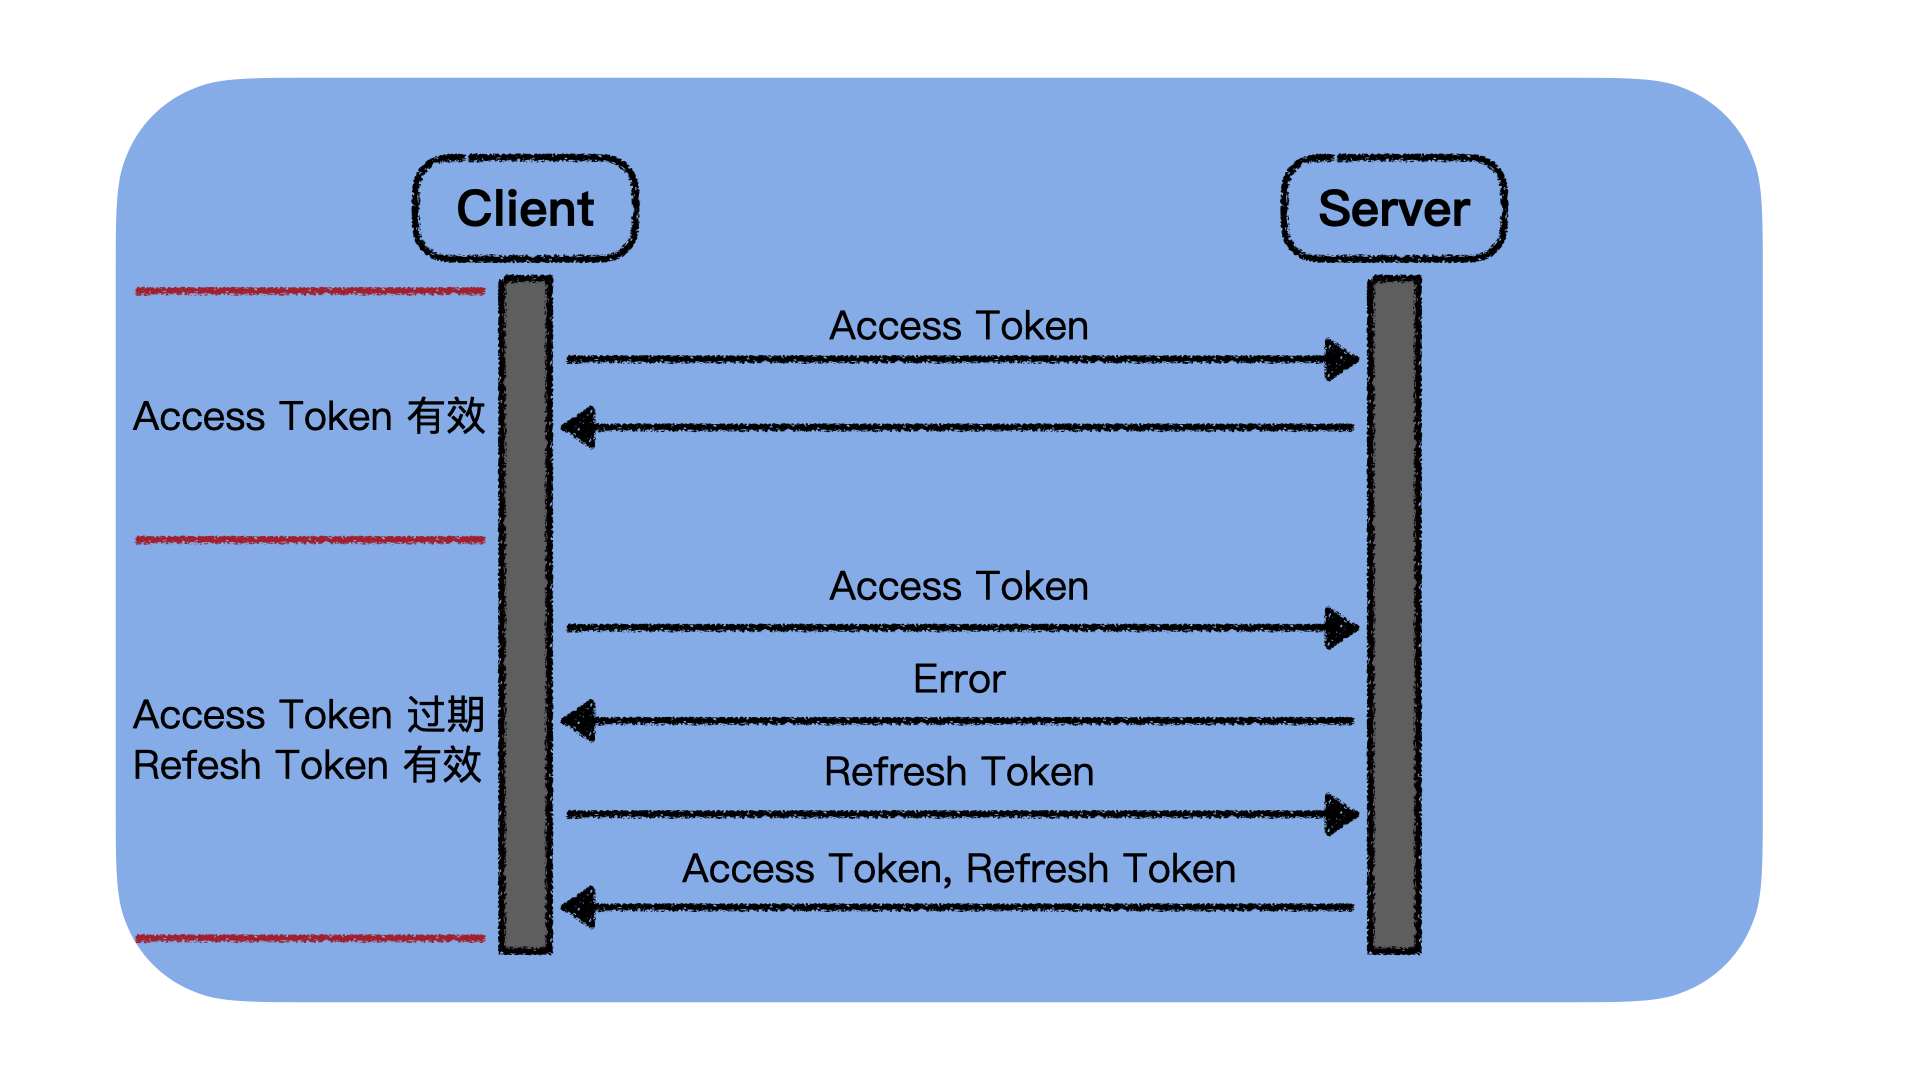 Client
Server
Access Token
Access Token 有效
Access Token
Error
Access Token 过期
Refesh Token 有效
Refresh Token
Access Token, Refresh Token